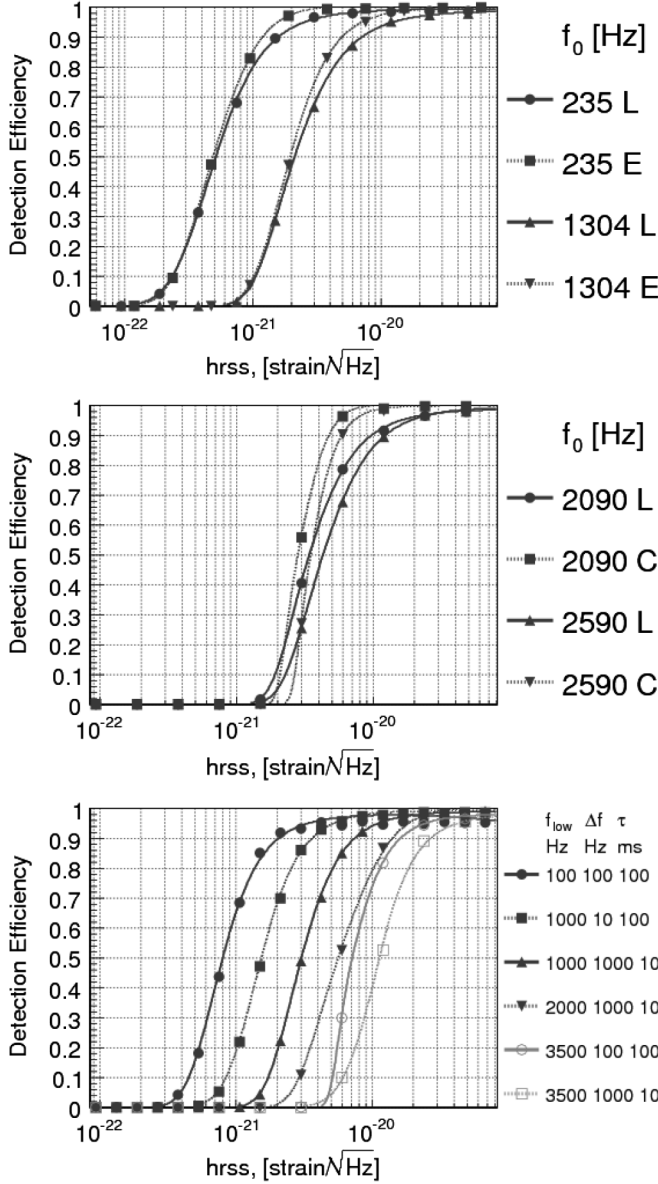 1
0.9
0.8
0.7
0.6
0.5
0.4
0.3
0.2
0.1
0
Detection Efficiency
10⁻²²
10⁻²¹
10⁻²⁰
hrss, [strain/√Hz]
f₀ [Hz]
235 L
235 E
1304 L
1304 E
1
0.9
0.8
0.7
0.6
0.5
0.4
0.3
0.2
0.1
0
Detection Efficiency
10⁻²²
10⁻²¹
10⁻²⁰
hrss, [strain/√Hz]
f₀ [Hz]
2090 L
2090 C
2590 L
2590 C
1
0.9
0.8
0.7
0.6
0.5
0.4
0.3
0.2
0.1
0
Detection Efficiency
10⁻²²
10⁻²¹
10⁻²⁰
hrss, [strain/√Hz]
f_low Δf τ
Hz Hz ms
100 100 100
1000 10 100
1000 1000 10
2000 1000 10
3500 100 100
3500 1000 10